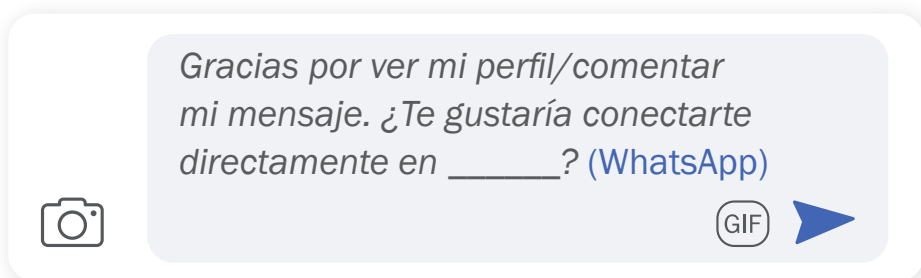 Gracias por ver mi perfil/comentar
mi mensaje. ¿Te gustaría conectarte
directamente en ______? (WhatsApp)
GIF